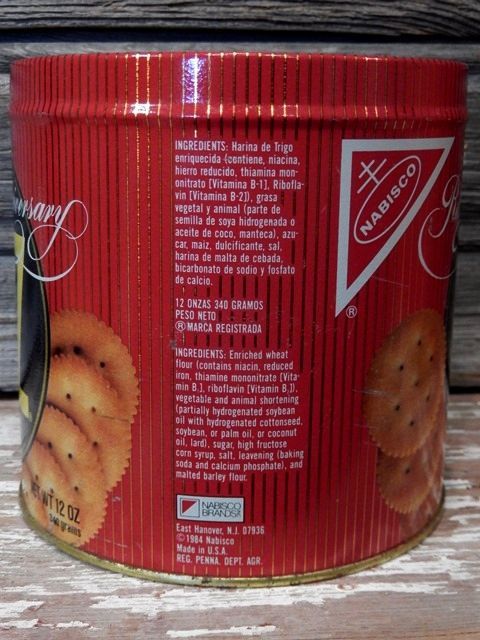 INGREDIENTS: Harina de Trigo
enriquecida (contiene, niacina,
hierro reducido, thiamina mon-
onitrato [Vitamina B-1], Ribofla-
vin [Vitamina B-2]), grasa
vegetal y animal (parte de
semilla de soya hidrogenada o
aceite de coco, manteca), azu-
car, maiz, dulcificante, sal,
harina de malta de cebada,
bicarbonato de sodio y fosfato
de calcio.
12 ONZAS 340 GRAMOS
PESO NETO
® MARCA REGISTRADA
INGREDIENTS: Enriched wheat
flour (contains niacin, reduced
iron, thiamine mononitrate [Vita-
min B1], riboflavin [Vitamin B2]),
vegetable and animal shortening
(partially hydrogenated soybean
oil with hydrogenated cottonseed,
soybean, or palm oil, or coconut
oil, lard), sugar, high fructose
corn syrup, salt, leavening (baking
soda and calcium phosphate), and
malted barley flour.
NABISCO
BRANDS
East Hanover, N.J. 07936
©1984 Nabisco
Made in U.S.A.
REG. PENNA. DEPT. AGR.
NABISCO
®
WT 12 OZ
340 grams